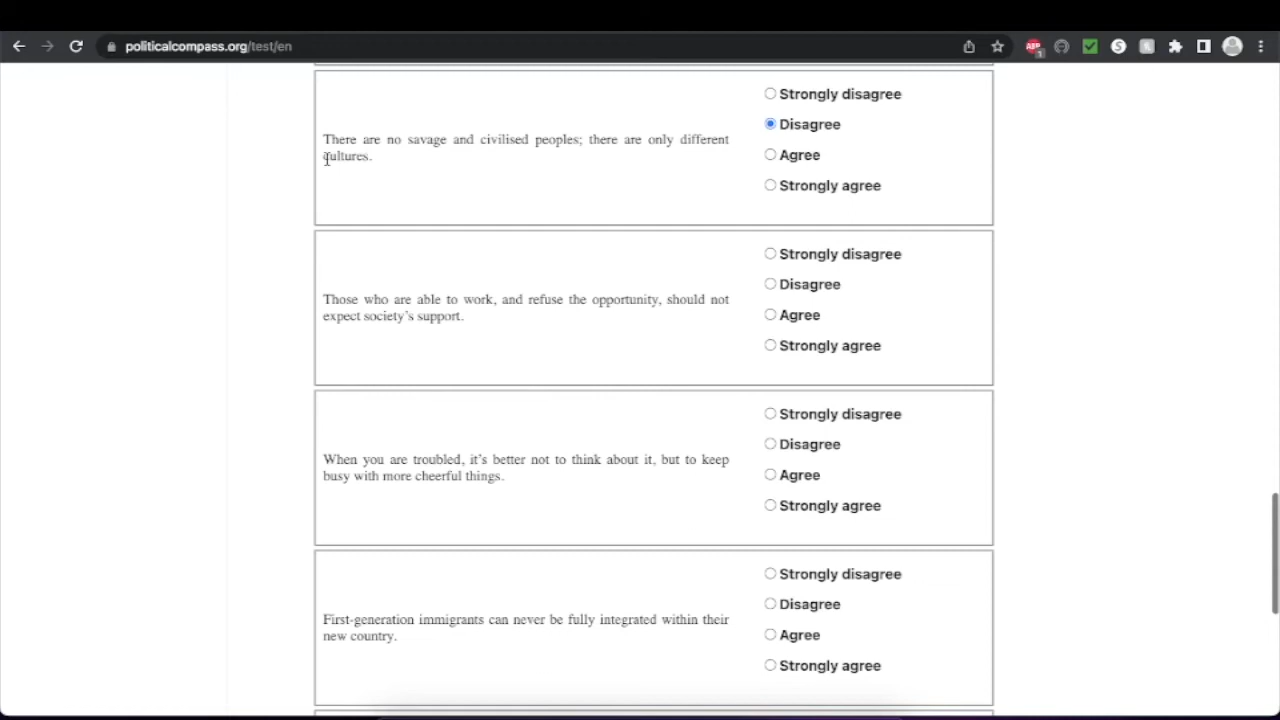 politicalcompass.org/test/en
ABP
1
S
There are no savage and civilised peoples; there are only different
cultures.
Strongly disagree
Disagree
Agree
Strongly agree
Those who are able to work, and refuse the opportunity, should not
expect society's support.
Strongly disagree
Disagree
Agree
Strongly agree
When you are troubled, it's better not to think about it, but to keep
busy with more cheerful things.
Strongly disagree
Disagree
Agree
Strongly agree
First-generation immigrants can never be fully integrated within their
new country.
Strongly disagree
Disagree
Agree
Strongly agree